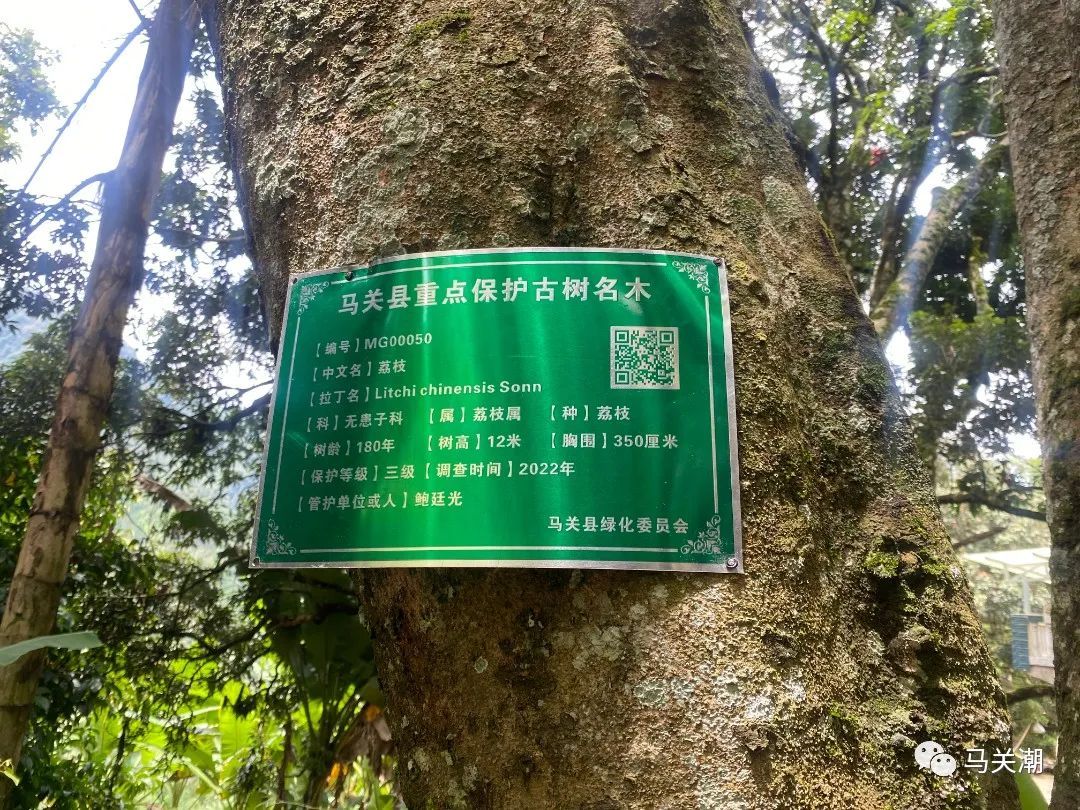 马关县重点保护古树名木
【编号】MG00050
【中文名】荔枝
【拉丁名】Litchi chinensis Sonn
【科】无患子科 【属】荔枝属 【种】荔枝
【树龄】180年 【树高】12米 【胸围】350厘米
【保护等级】三级【调查时间】2022年
【管护单位或人】鲍廷光
马关县绿化委员会
马关潮